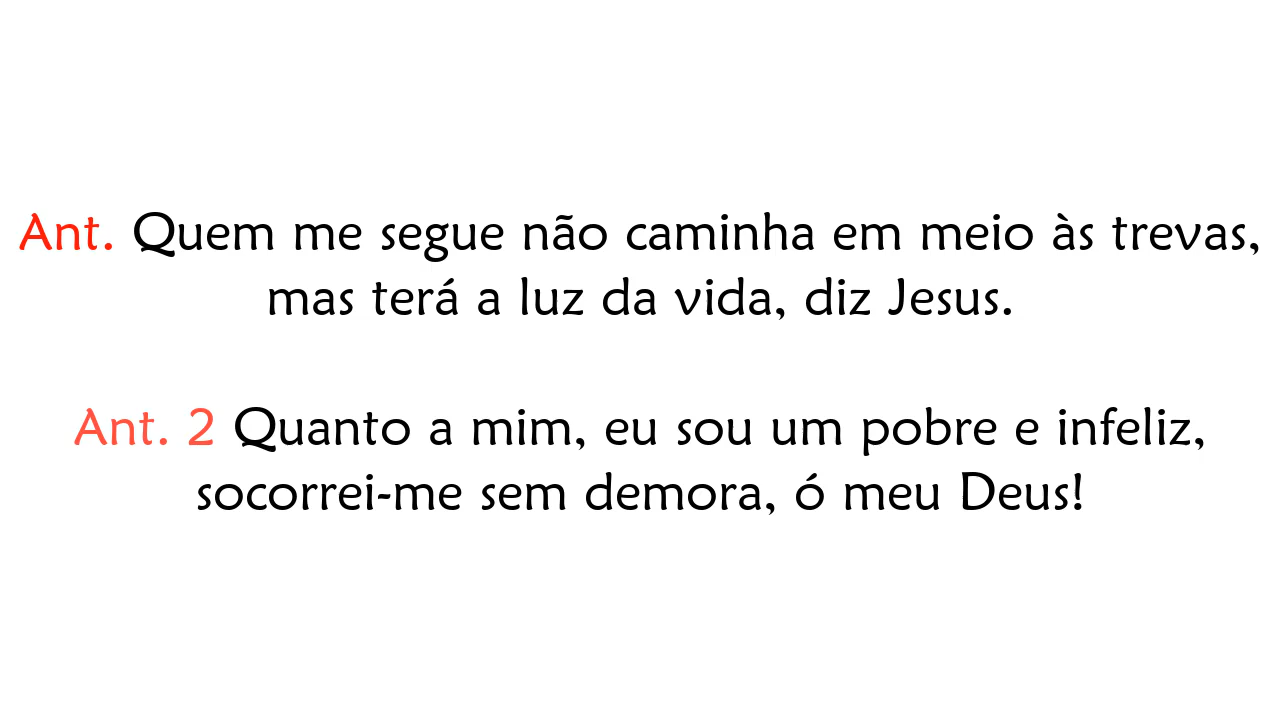 Ant. Quem me segue não caminha em meio às trevas,
mas terá a luz da vida, diz Jesus.
Ant. 2 Quanto a mim, eu sou um pobre e infeliz,
socorrei-me sem demora, ó meu Deus!